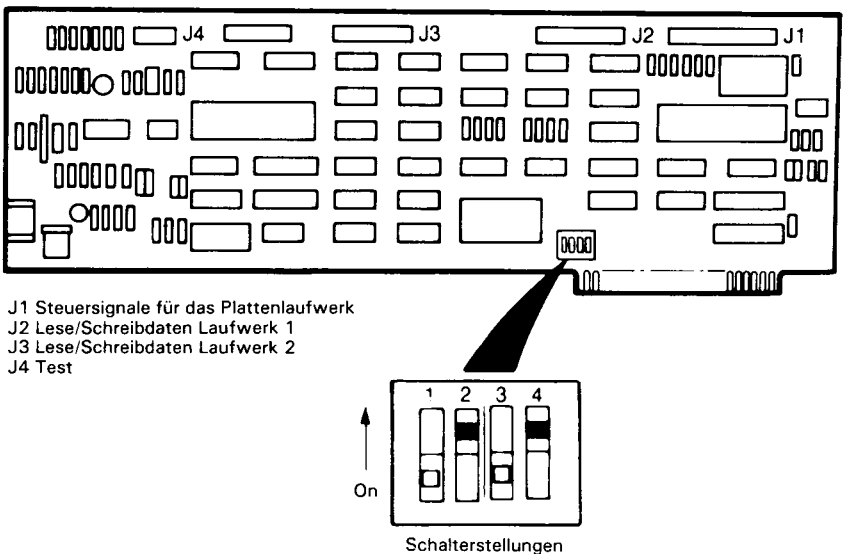 J4 J3 J2 J1
J1 Steuersignale für das Plattenlaufwerk
J2 Lese/Schreibdaten Laufwerk 1
J3 Lese/Schreibdaten Laufwerk 2
J4 Test
1 2 3 4
On
Schalterstellungen